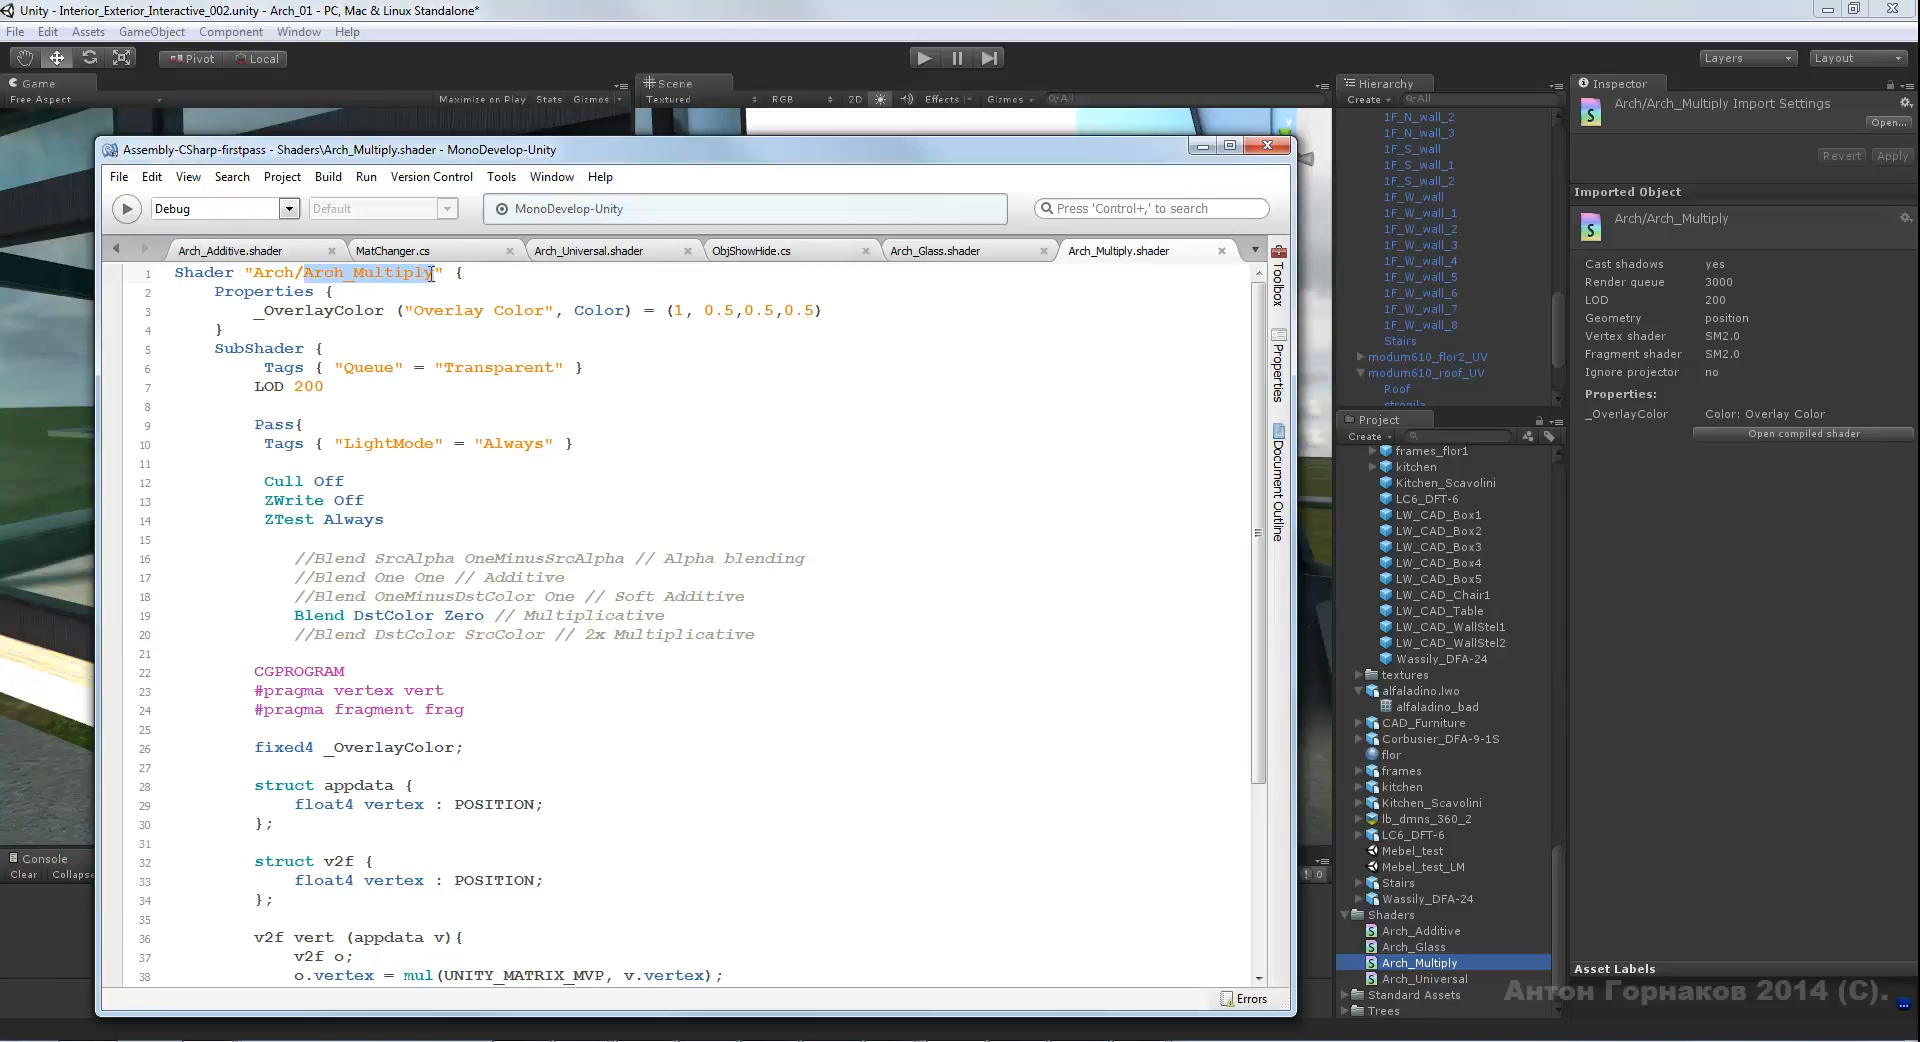 Unity - Interior_Exterior_Interactive_002.unity - Arch_01 - PC, Mac & Linux Standalone*
File Edit Assets GameObject Component Window Help
Pivot Local Layers Layout
Game
Free Aspect Maximize on Play Stats Gizmos
Scene
Textured RGB 2D Effects Gizmos All
Hierarchy
Create All
1F_N_wall_2
1F_N_wall_3
1F_S_wall
1F_S_wall_1
1F_S_wall_2
1F_W_wall
1F_W_wall_1
1F_W_wall_2
1F_W_wall_3
1F_W_wall_4
1F_W_wall_5
1F_W_wall_6
1F_W_wall_7
1F_W_wall_8
Stairs
modum610_flor2_UV
modum610_roof_UV
Roof
Inspector
Arch/Arch_Multiply Import Settings
Open...
Revert Apply
Imported Object
Arch/Arch_Multiply
Cast shadows yes
Render queue 3000
LOD 200
Geometry position
Vertex shader SM2.0
Fragment shader SM2.0
Ignore projector no
Properties:
_OverlayColor Color: Overlay Color
Open compiled shader
Asset Labels
Project
Create
frames_flor1
kitchen
Kitchen_Scavolini
LC6_DFT-6
LW_CAD_Box1
LW_CAD_Box2
LW_CAD_Box3
LW_CAD_Box4
LW_CAD_Box5
LW_CAD_Chair1
LW_CAD_Table
LW_CAD_WallStel1
LW_CAD_WallStel2
Wassily_DFA-24
textures
alfaladino.lwo
alfaladino_bad
CAD_Furniture
Corbusier_DFA-9-1S
flor
frames
kitchen
Kitchen_Scavolini
lb_dmns_360_2
LC6_DFT-6
Mebel_test
Mebel_test_LM
Stairs
Wassily_DFA-24
Shaders
Arch_Additive
Arch_Glass
Arch_Multiply
Arch_Universal
Standard Assets
Trees
Console
Clear Collapse
0
Assembly-CSharp-firstpass - Shaders\Arch_Multiply.shader - MonoDevelop-Unity
File Edit View Search Project Build Run Version Control Tools Window Help
Debug Default MonoDevelop-Unity Press 'Control+,' to search
Arch_Additive.shader MatChanger.cs Arch_Universal.shader ObjShowHide.cs Arch_Glass.shader Arch_Multiply.shader
Toolbox
Properties
Document Outline
1 Shader "Arch/Arch_Multiply" {
2 Properties {
3 _OverlayColor ("Overlay Color", Color) = (1, 0.5,0.5,0.5)
4 }
5 SubShader {
6 Tags { "Queue" = "Transparent" }
7 LOD 200
8
9 Pass{
10 Tags { "LightMode" = "Always" }
11
12 Cull Off
13 ZWrite Off
14 ZTest Always
15
16 //Blend SrcAlpha OneMinusSrcAlpha // Alpha blending
17 //Blend One One // Additive
18 //Blend OneMinusDstColor One // Soft Additive
19 Blend DstColor Zero // Multiplicative
20 //Blend DstColor SrcColor // 2x Multiplicative
21
22 CGPROGRAM
23 #pragma vertex vert
24 #pragma fragment frag
25
26 fixed4 _OverlayColor;
27
28 struct appdata {
29 float4 vertex : POSITION;
30 };
31
32 struct v2f {
33 float4 vertex : POSITION;
34 };
35
36 v2f vert (appdata v){
37 v2f o;
38 o.vertex = mul(UNITY_MATRIX_MVP, v.vertex);
Errors
Антон Горнаков 2014 (C).